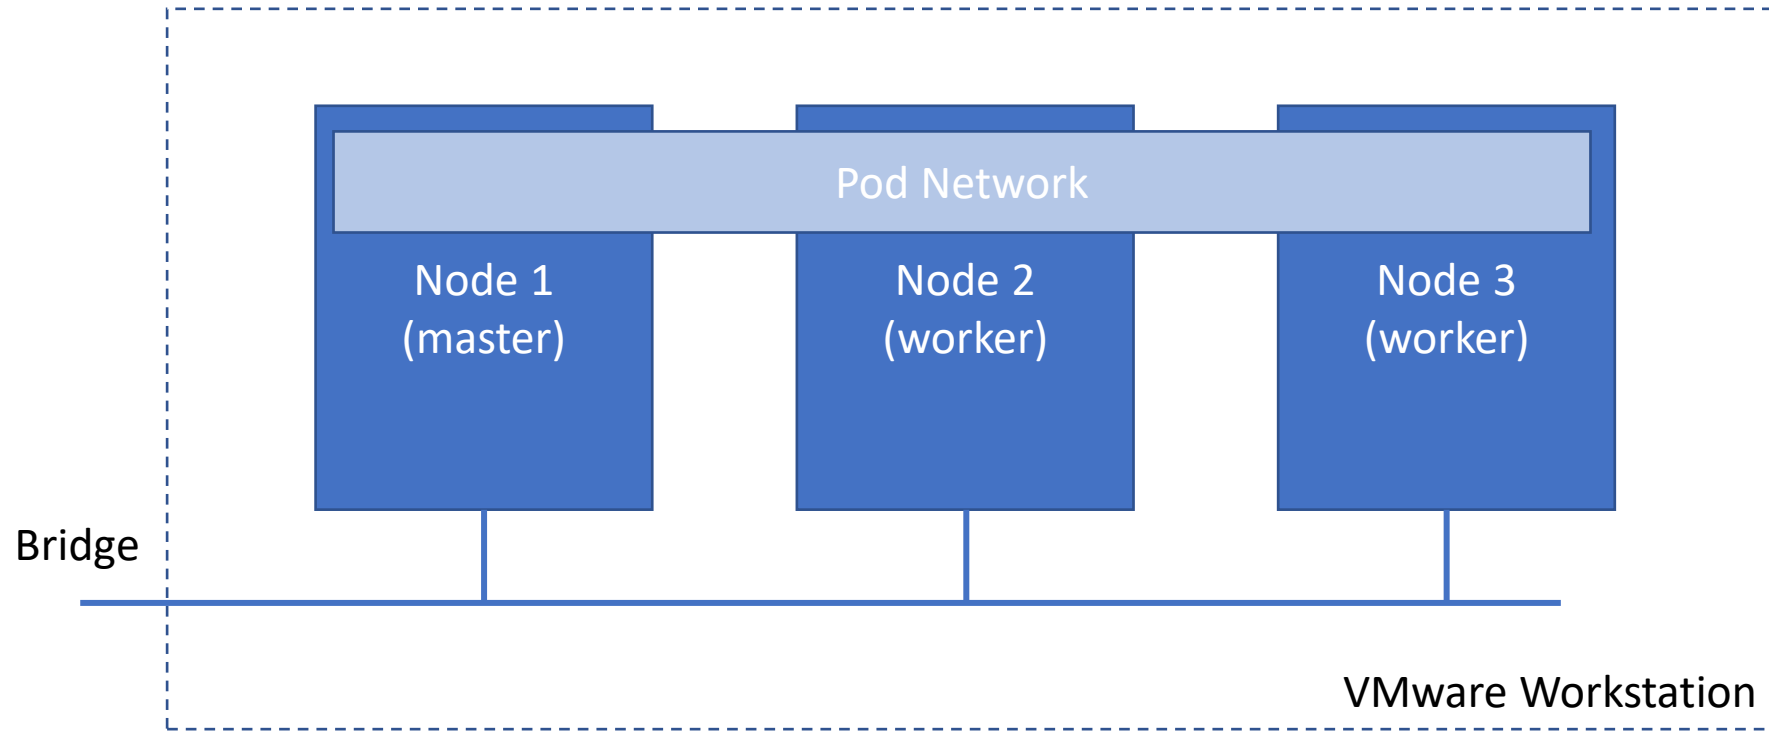 Pod Network
Node 1
(master)
Node 2
(worker)
Node 3
(worker)
Bridge
VMware Workstation